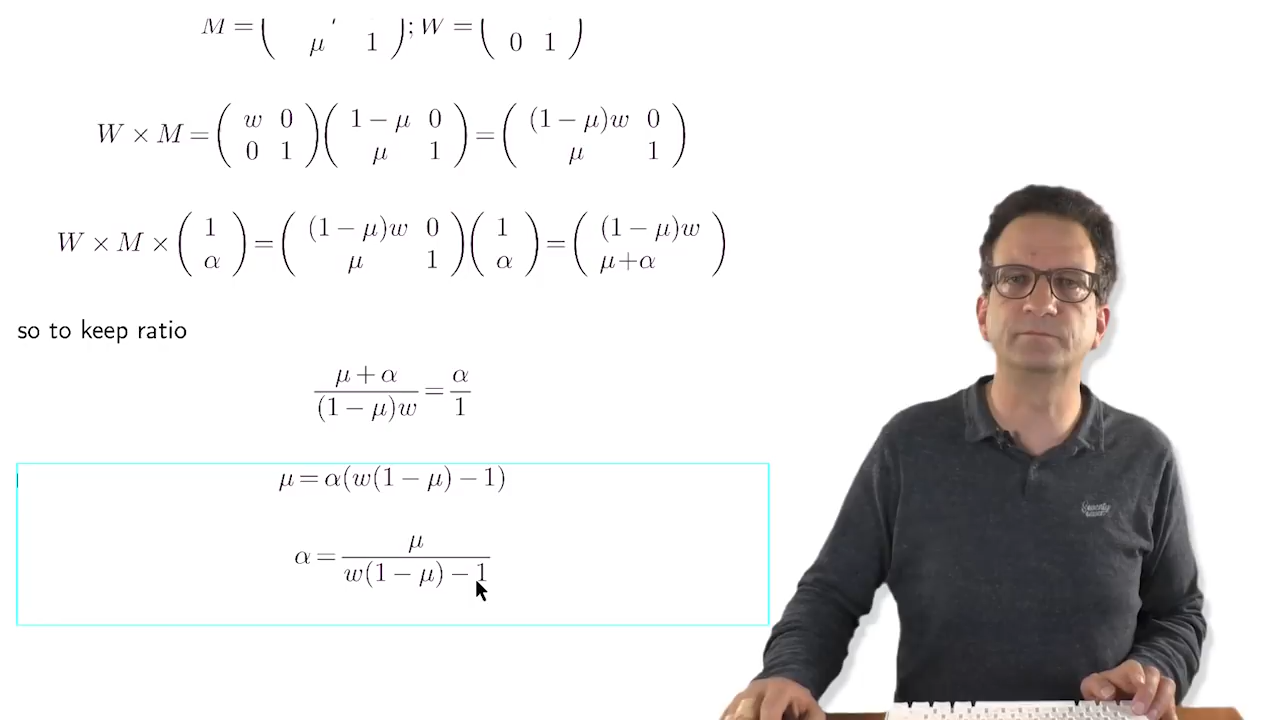 M = ( μ 1 ) ; W = ( 0 1 )
W × M = ( w 0 0 1 ) ( 1 − μ 0 μ 1 ) = ( (1 − μ)w 0 μ 1 )
W × M × ( 1 α ) = ( (1 − μ)w 0 μ 1 ) ( 1 α ) = ( (1 − μ)w μ+α )
so to keep ratio
μ + α / (1 − μ)w = α / 1
μ = α(w(1 − μ) − 1)
α = μ / w(1 − μ) − 1